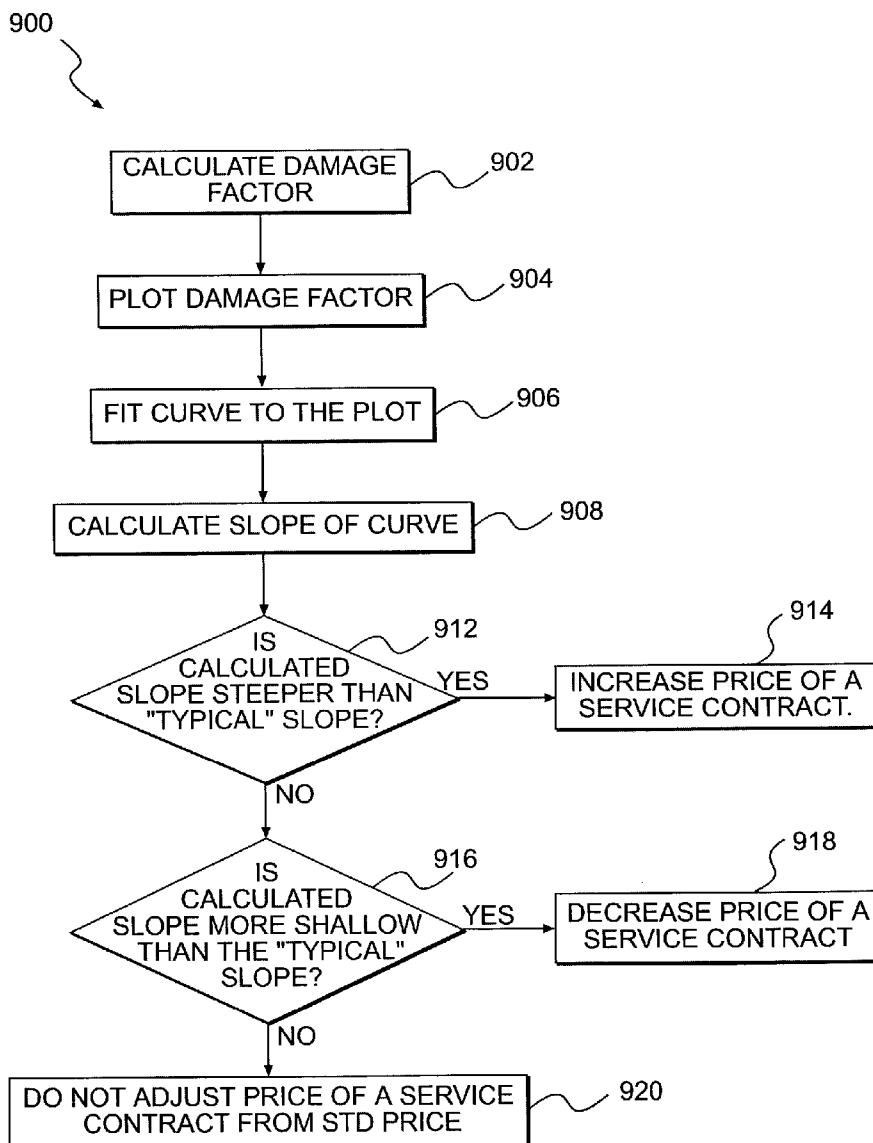 900
CALCULATE DAMAGE
FACTOR
902
PLOT DAMAGE FACTOR
904
FIT CURVE TO THE PLOT
906
CALCULATE SLOPE OF CURVE
908
IS
CALCULATED
SLOPE STEEPER THAN
"TYPICAL" SLOPE?
912
YES
INCREASE PRICE OF A
SERVICE CONTRACT.
914
NO
IS
CALCULATED
SLOPE MORE SHALLOW
THAN THE "TYPICAL"
SLOPE?
916
YES
DECREASE PRICE OF A
SERVICE CONTRACT
918
NO
DO NOT ADJUST PRICE OF A SERVICE
CONTRACT FROM STD PRICE
920